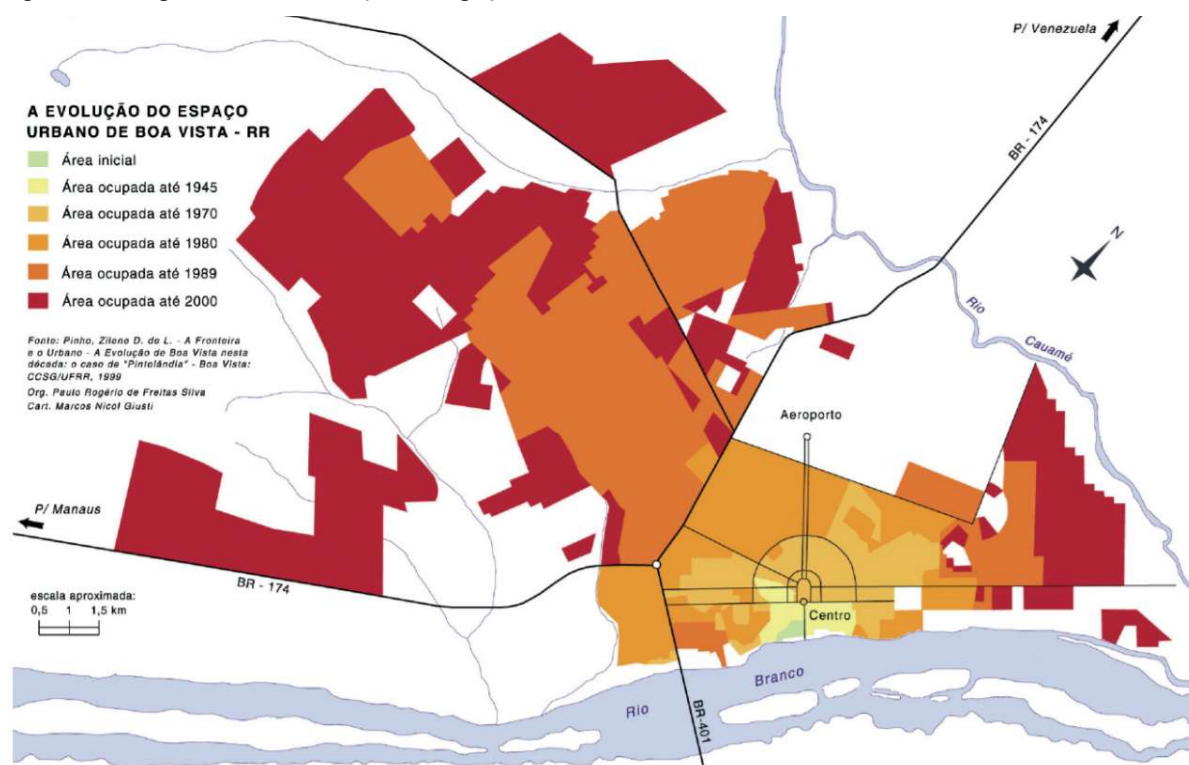 P/ Venezuela
BR - 174
A EVOLUÇÃO DO ESPAÇO
URBANO DE BOA VISTA - RR
Área inicial
Área ocupada até 1945
Área ocupada até 1970
Área ocupada até 1980
Área ocupada até 1989
Área ocupada até 2000
N
Fonte: Pinho, Zilene D. de L. - A Fronteira
e o Urbano - A Evolução de Boa Vista nesta
década: o caso de "Pintolândia" - Boa Vista:
CCSG/UFRR, 1999
Org. Paulo Rogério de Freitas Silva
Cart. Marcos Nicol Giusti
Rio
Cauamé
Aeroporto
P/ Manaus
BR - 174
escala aproximada:
0,5 1 1,5 km
Centro
Rio
Branco
BR-401